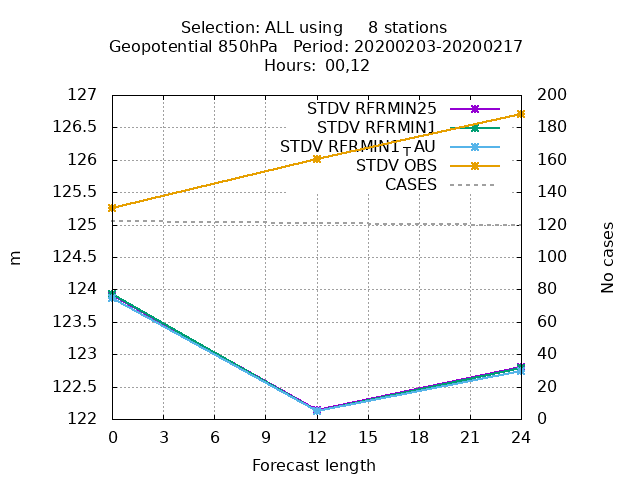 Selection: ALL using     8 stations
Geopotential 850hPa   Period: 20200203-20200217
Hours: 00,12
127
126.5
126
125.5
125
124.5
124
123.5
123
122.5
122
m
200
180
160
140
120
100
80
60
40
20
0
No cases
STDV RFRMIN25
STDV RFRMIN1
STDV RFRMIN1_AU
STDV OBS
CASES
0 3 6 9 12 15 18 21 24
Forecast length